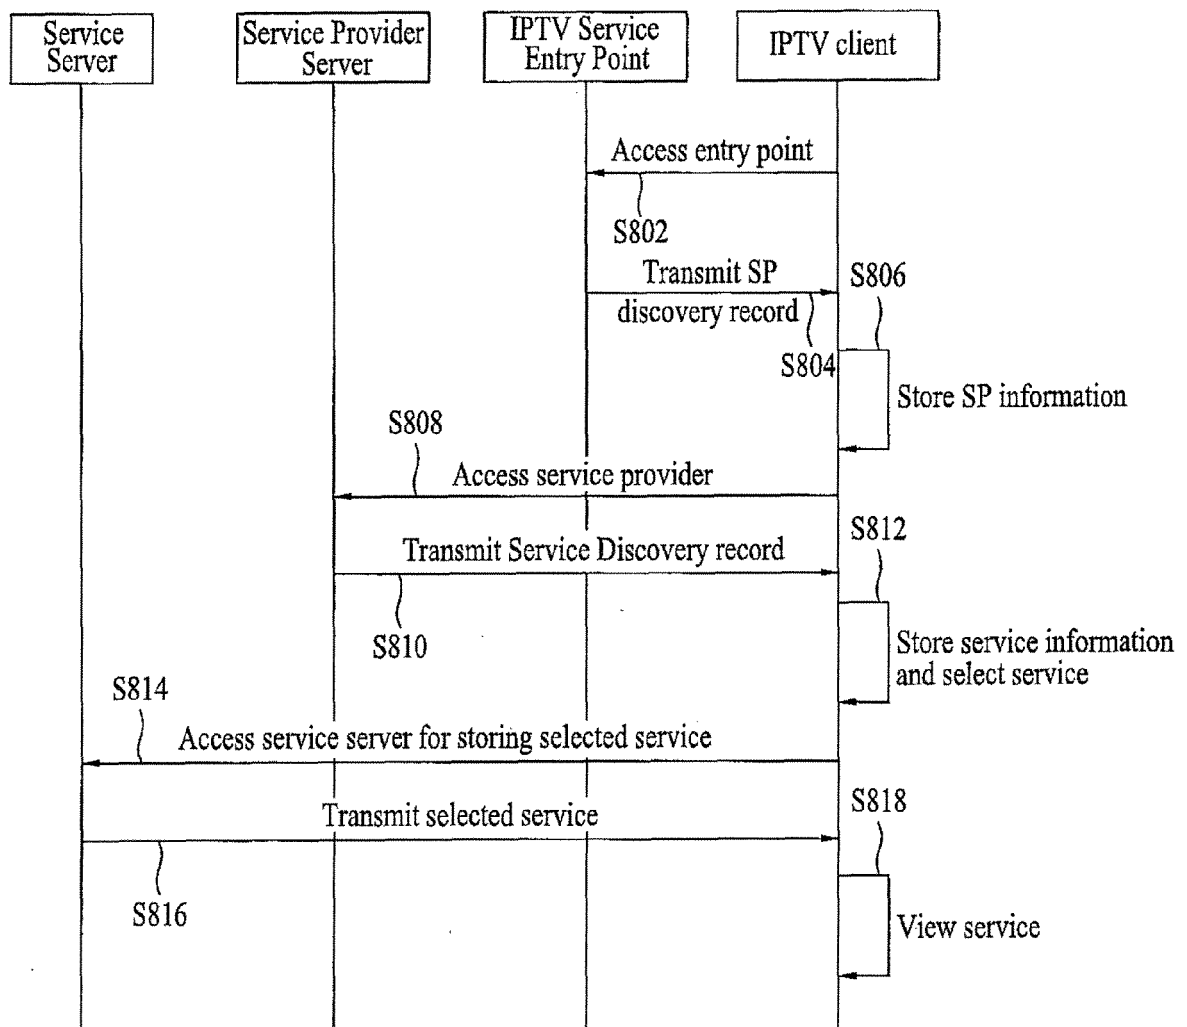 Service
Server
Service Provider
Server
IPTV Service
Entry Point
IPTV client
Access entry point
S802
Transmit SP
discovery record
S804
S806
Store SP information
S808
Access service provider
Transmit Service Discovery record
S810
S812
Store service information
and select service
S814
Access service server for storing selected service
Transmit selected service
S816
S818
View service